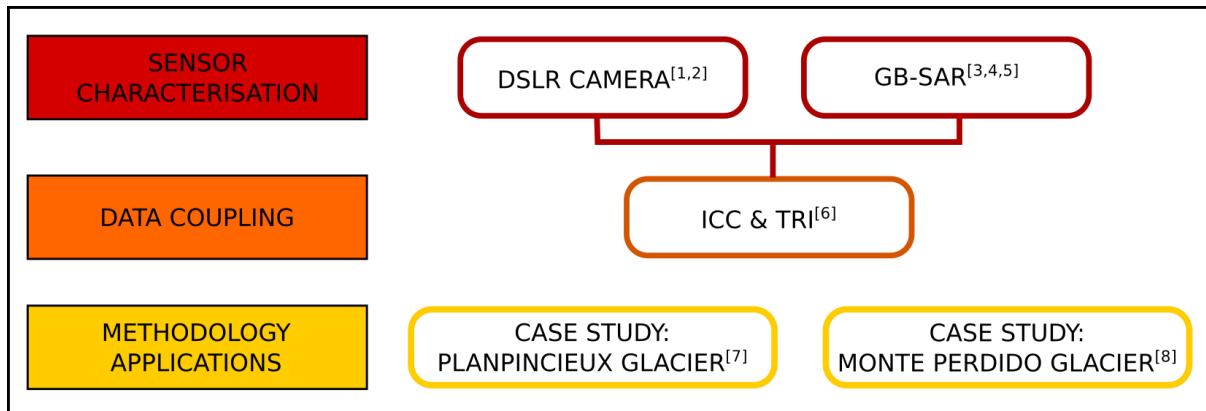 SENSOR
CHARACTERISATION
DSLR CAMERA[1,2]
GB-SAR[3,4,5]
DATA COUPLING
ICC & TRI[6]
METHODOLOGY
APPLICATIONS
CASE STUDY:
PLANPINCIEUX GLACIER[7]
CASE STUDY:
MONTE PERDIDO GLACIER[8]